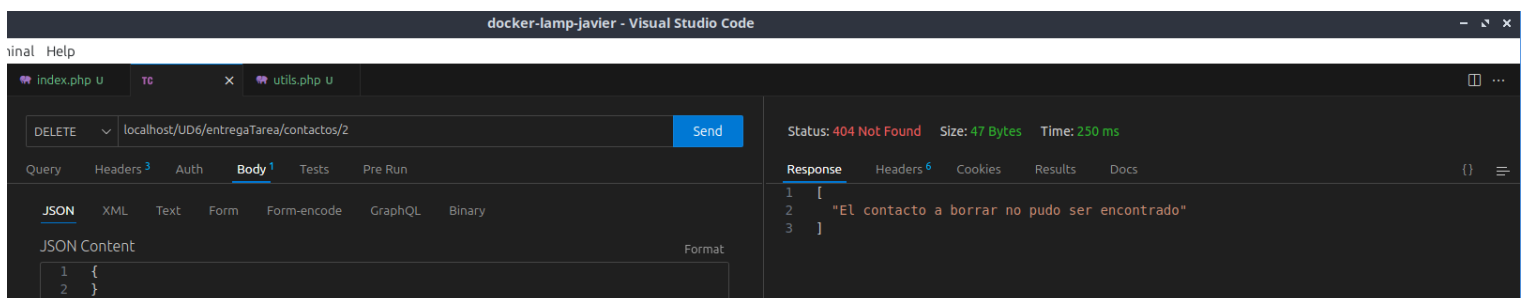 docker-lamp-javier - Visual Studio Code
ninal Help
index.php U TC utils.php U
DELETE localhost/UD6/entregaTarea/contactos/2 Send
Status: 404 Not Found Size: 47 Bytes Time: 250 ms
Query Headers 3 Auth Body 1 Tests Pre Run
Response Headers 6 Cookies Results Docs {}
JSON XML Text Form Form-encode GraphQL Binary
1 [
2 "El contacto a borrar no pudo ser encontrado"
3 ]
JSON Content Format
1 {
2 }